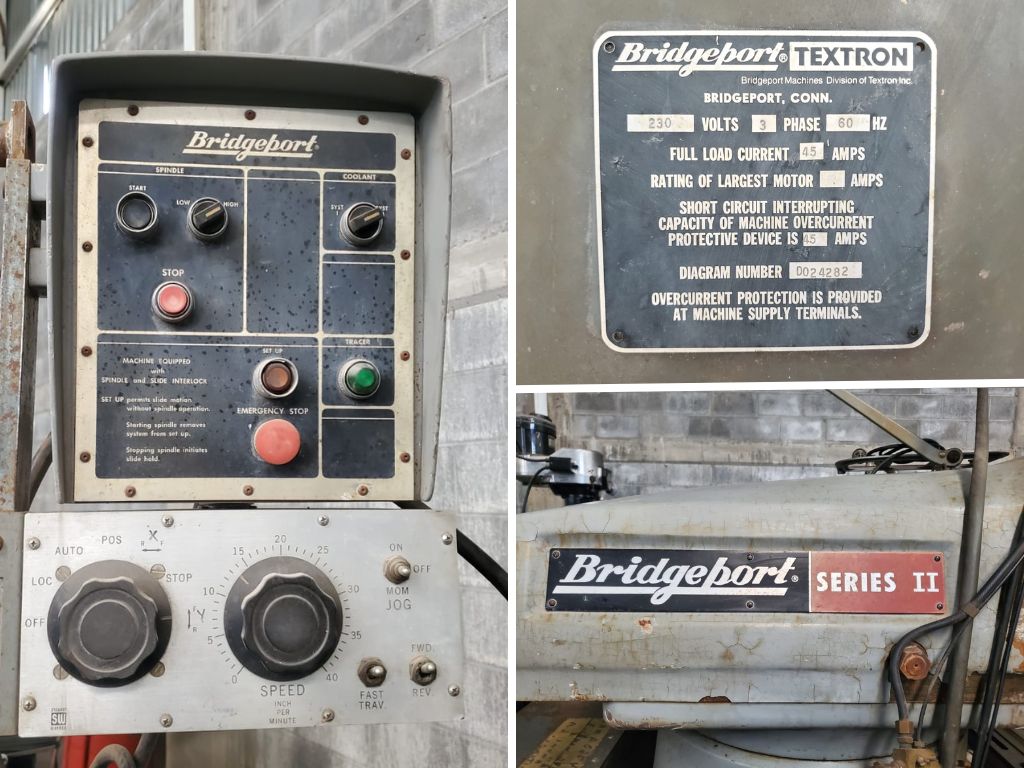 Bridgeport®
SPINDLE
COOLANT
START
LOW
HIGH
SYST
SYST
STOP
SET UP
TRACER
MACHINE EQUIPPED
with
SPINDLE and SLIDE INTERLOCK
SET UP permits slide motion
without spindle operation.
Starting spindle removes
system from set up.
Stopping spindle initiates
slide hold.
EMERGENCY STOP
OFF
LOC
AUTO
POS
STOP
X
R F
F
Y
R
0
5
10
15
20
25
30
35
40
SPEED
INCH
PER
MINUTE
ON
OFF
MOM
JOG
FAST
TRAV.
FWD.
REV.
SW
Bridgeport® TEXTRON
Bridgeport Machines Division of Textron Inc.
BRIDGEPORT, CONN.
230 VOLTS 3 PHASE 60 HZ
FULL LOAD CURRENT 45 AMPS
RATING OF LARGEST MOTOR AMPS
SHORT CIRCUIT INTERRUPTING
CAPACITY OF MACHINE OVERCURRENT
PROTECTIVE DEVICE IS 45 AMPS
DIAGRAM NUMBER D024282
OVERCURRENT PROTECTION IS PROVIDED
AT MACHINE SUPPLY TERMINALS.
Bridgeport® SERIES II